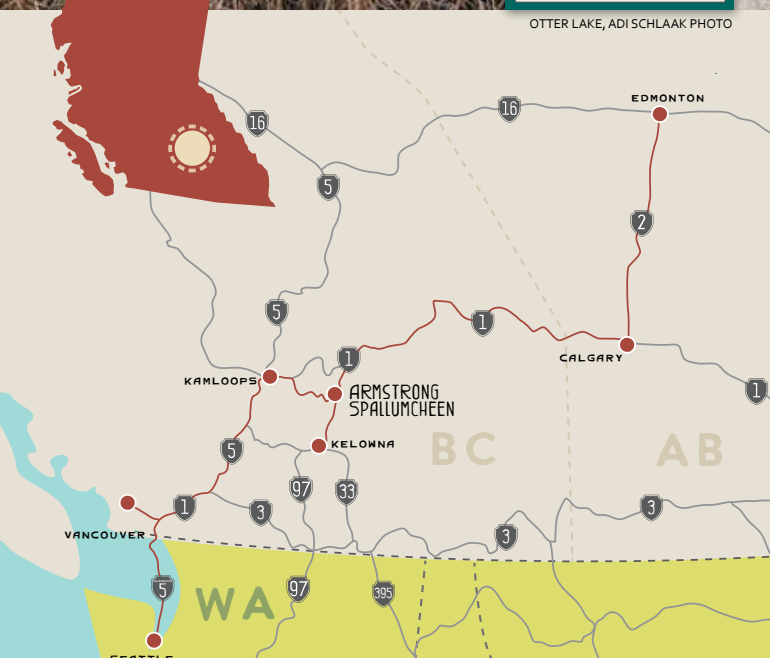 OTTER LAKE, ADI SCHLAAK PHOTO
EDMONTON
16
16
5
2
5
1
1
CALGARY
1
KAMLOOPS
ARMSTRONG
SPALLUMCHEEN
KELOWNA
BC
AB
5
97
33
1
3
3
3
VANCOUVER
5
WA
97
395
SEATTLE